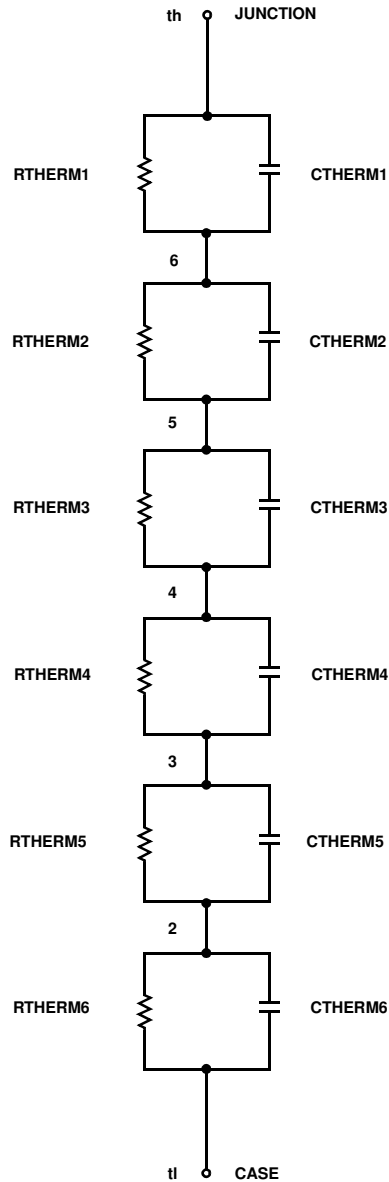 th JUNCTION
RTHERM1 CTHERM1
6
RTHERM2 CTHERM2
5
RTHERM3 CTHERM3
4
RTHERM4 CTHERM4
3
RTHERM5 CTHERM5
2
RTHERM6 CTHERM6
tl CASE